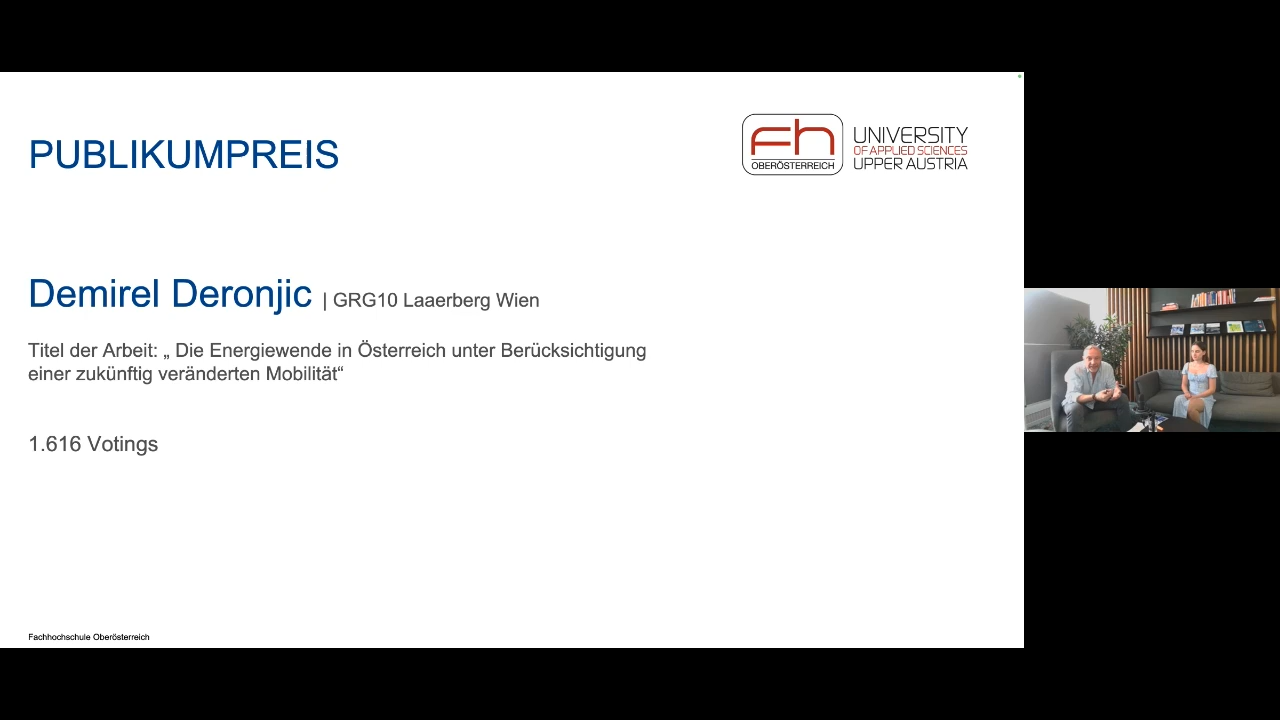 PUBLIKUMPREIS
fh
OBERÖSTERREICH
UNIVERSITY
OF APPLIED SCIENCES
UPPER AUSTRIA
Demirel Deronjic | GRG10 Laaerberg Wien
Titel der Arbeit: „ Die Energiewende in Österreich unter Berücksichtigung
einer zukünftig veränderten Mobilität“
1.616 Votings
Fachhochschule Oberösterreich